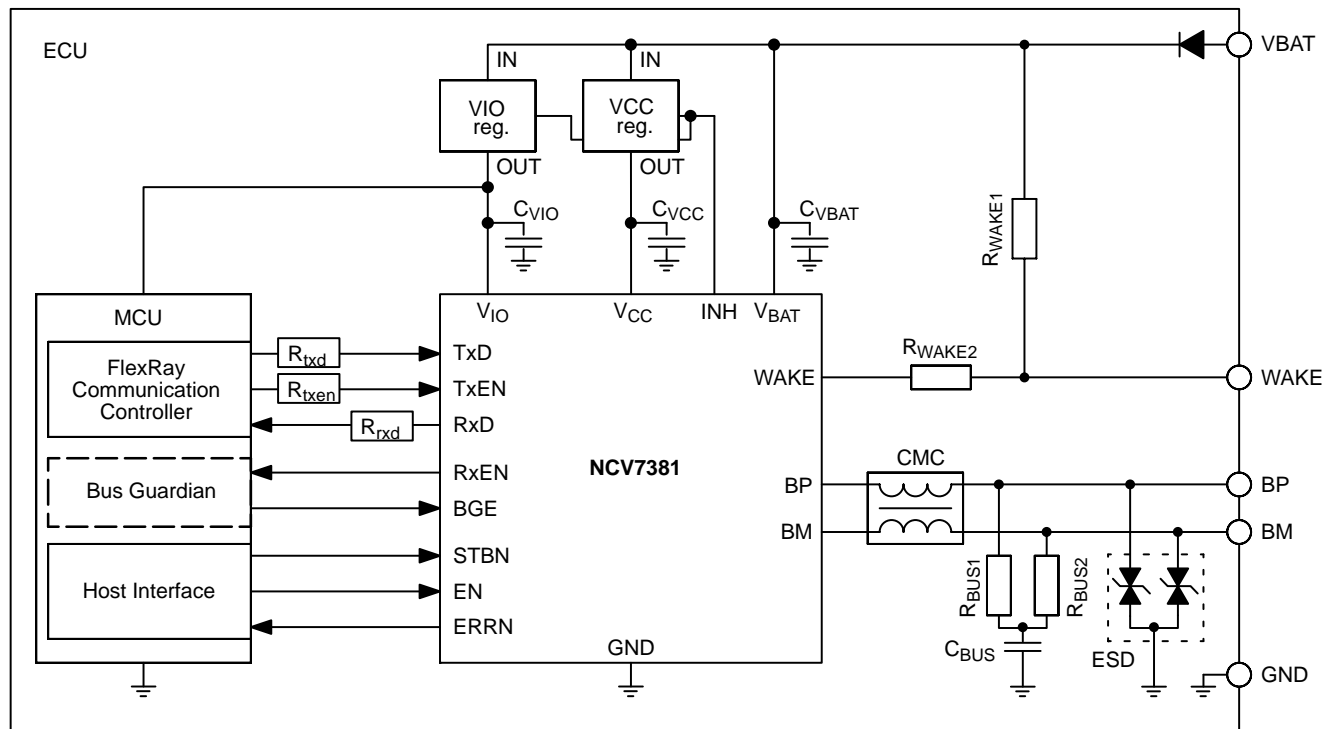 ECU
VBAT
IN
IN
VIO
reg.
VCC
reg.
OUT
OUT
CVIO
CVCC
CVBAT
RWAKE1
MCU
VIO
VCC
INH
VBAT
FlexRay
Communication
Controller
Rtxd
TxD
Rtxen
TxEN
Rrxd
RxD
WAKE
RWAKE2
WAKE
Bus Guardian
RxEN
BGE
NCV7381
CMC
BP
BP
BM
BM
Host Interface
STBN
EN
ERRN
RBUS1
RBUS2
CBUS
ESD
GND
GND